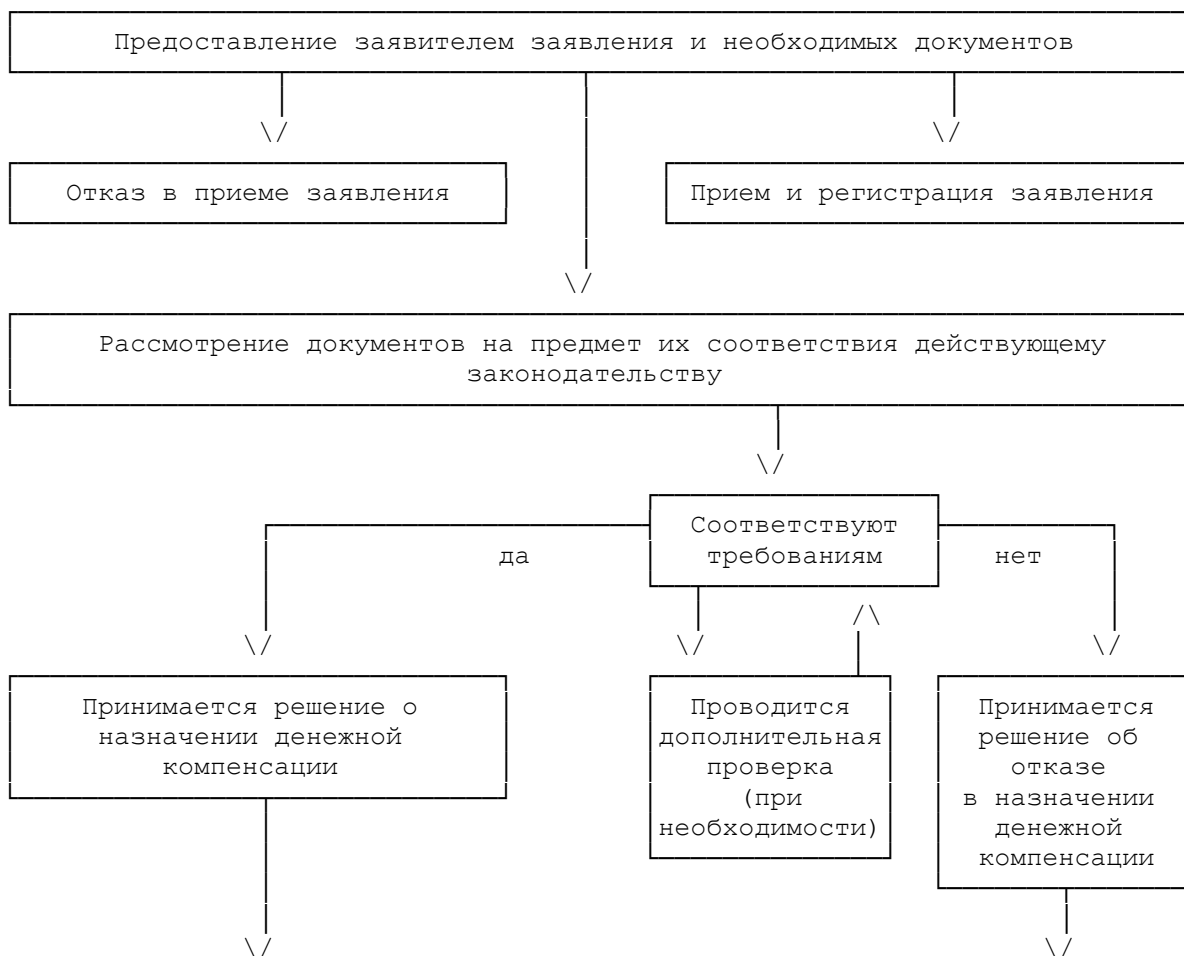 Предоставление заявителем заявления и необходимых документов
Отказ в приеме заявления
Прием и регистрация заявления
Рассмотрение документов на предмет их соответствия действующему
законодательству
Соответствуют
требованиям
да
нет
Принимается решение о
назначении денежной
компенсации
Проводится
дополнительная
проверка
(при
необходимости)
Принимается
решение об
отказе
в назначении
денежной
компенсации